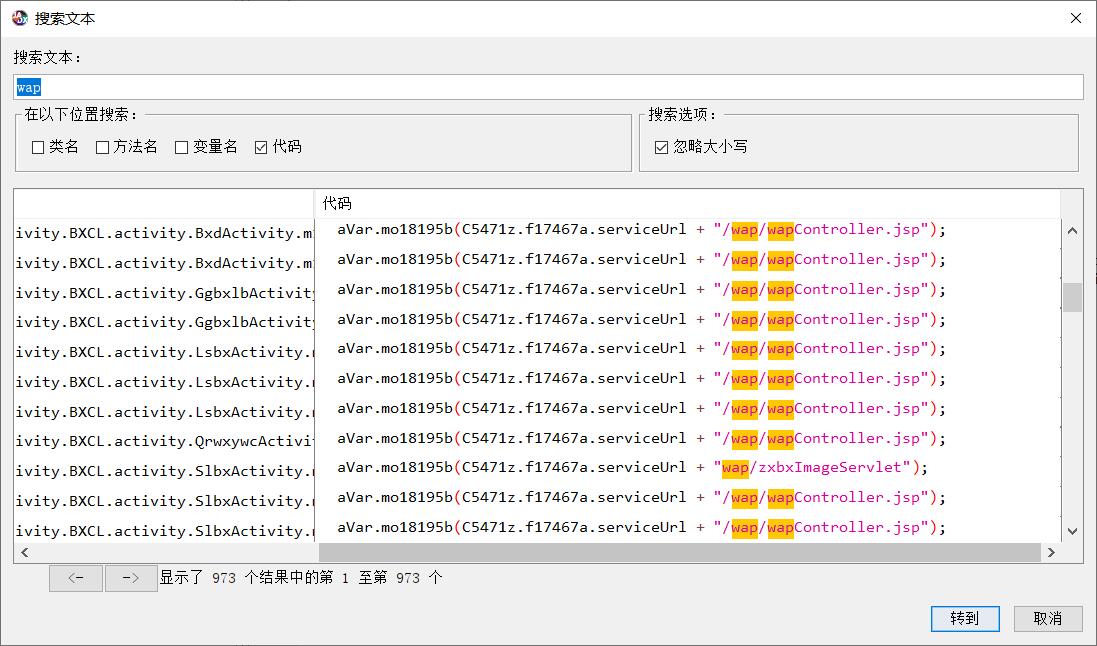 搜索文本
搜索文本：
wap
在以下位置搜索：
类名 方法名 变量名 代码
搜索选项：
忽略大小写
代码
ivity.BXCL.activity.BxdActivity.m aVar.mo18195b(C5471z.f17467a.serviceUrl + "/wap/wapController.jsp");
ivity.BXCL.activity.BxdActivity.m aVar.mo18195b(C5471z.f17467a.serviceUrl + "/wap/wapController.jsp");
ivity.BXCL.activity.GgbxlbActivity aVar.mo18195b(C5471z.f17467a.serviceUrl + "/wap/wapController.jsp");
ivity.BXCL.activity.GgbxlbActivity aVar.mo18195b(C5471z.f17467a.serviceUrl + "/wap/wapController.jsp");
ivity.BXCL.activity.LsbxActivity. aVar.mo18195b(C5471z.f17467a.serviceUrl + "/wap/wapController.jsp");
ivity.BXCL.activity.LsbxActivity. aVar.mo18195b(C5471z.f17467a.serviceUrl + "/wap/wapController.jsp");
ivity.BXCL.activity.LsbxActivity. aVar.mo18195b(C5471z.f17467a.serviceUrl + "/wap/wapController.jsp");
ivity.BXCL.activity.QrwxywcActivi aVar.mo18195b(C5471z.f17467a.serviceUrl + "/wap/wapController.jsp");
ivity.BXCL.activity.SlbxActivity. aVar.mo18195b(C5471z.f17467a.serviceUrl + "wap/zxbxImageServlet");
ivity.BXCL.activity.SlbxActivity. aVar.mo18195b(C5471z.f17467a.serviceUrl + "/wap/wapController.jsp");
ivity.BXCL.activity.SlbxActivity. aVar.mo18195b(C5471z.f17467a.serviceUrl + "/wap/wapController.jsp");
<- -> 显示了 973 个结果中的第 1 至第 973 个
转到 取消